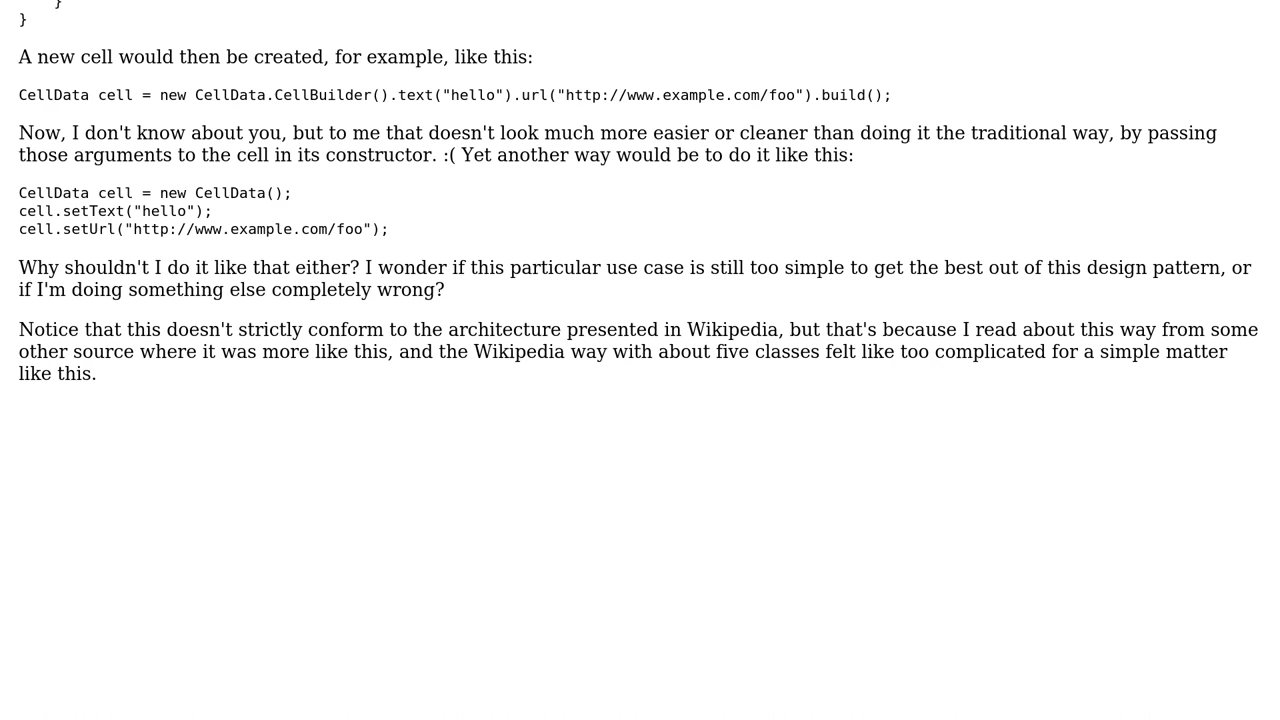 }
}
A new cell would then be created, for example, like this:
CellData cell = new CellData.CellBuilder().text("hello").url("http://www.example.com/foo").build();
Now, I don't know about you, but to me that doesn't look much more easier or cleaner than doing it the traditional way, by passing
those arguments to the cell in its constructor. :( Yet another way would be to do it like this:
CellData cell = new CellData();
cell.setText("hello");
cell.setUrl("http://www.example.com/foo");
Why shouldn't I do it like that either? I wonder if this particular use case is still too simple to get the best out of this design pattern, or
if I'm doing something else completely wrong?
Notice that this doesn't strictly conform to the architecture presented in Wikipedia, but that's because I read about this way from some
other source where it was more like this, and the Wikipedia way with about five classes felt like too complicated for a simple matter
like this.